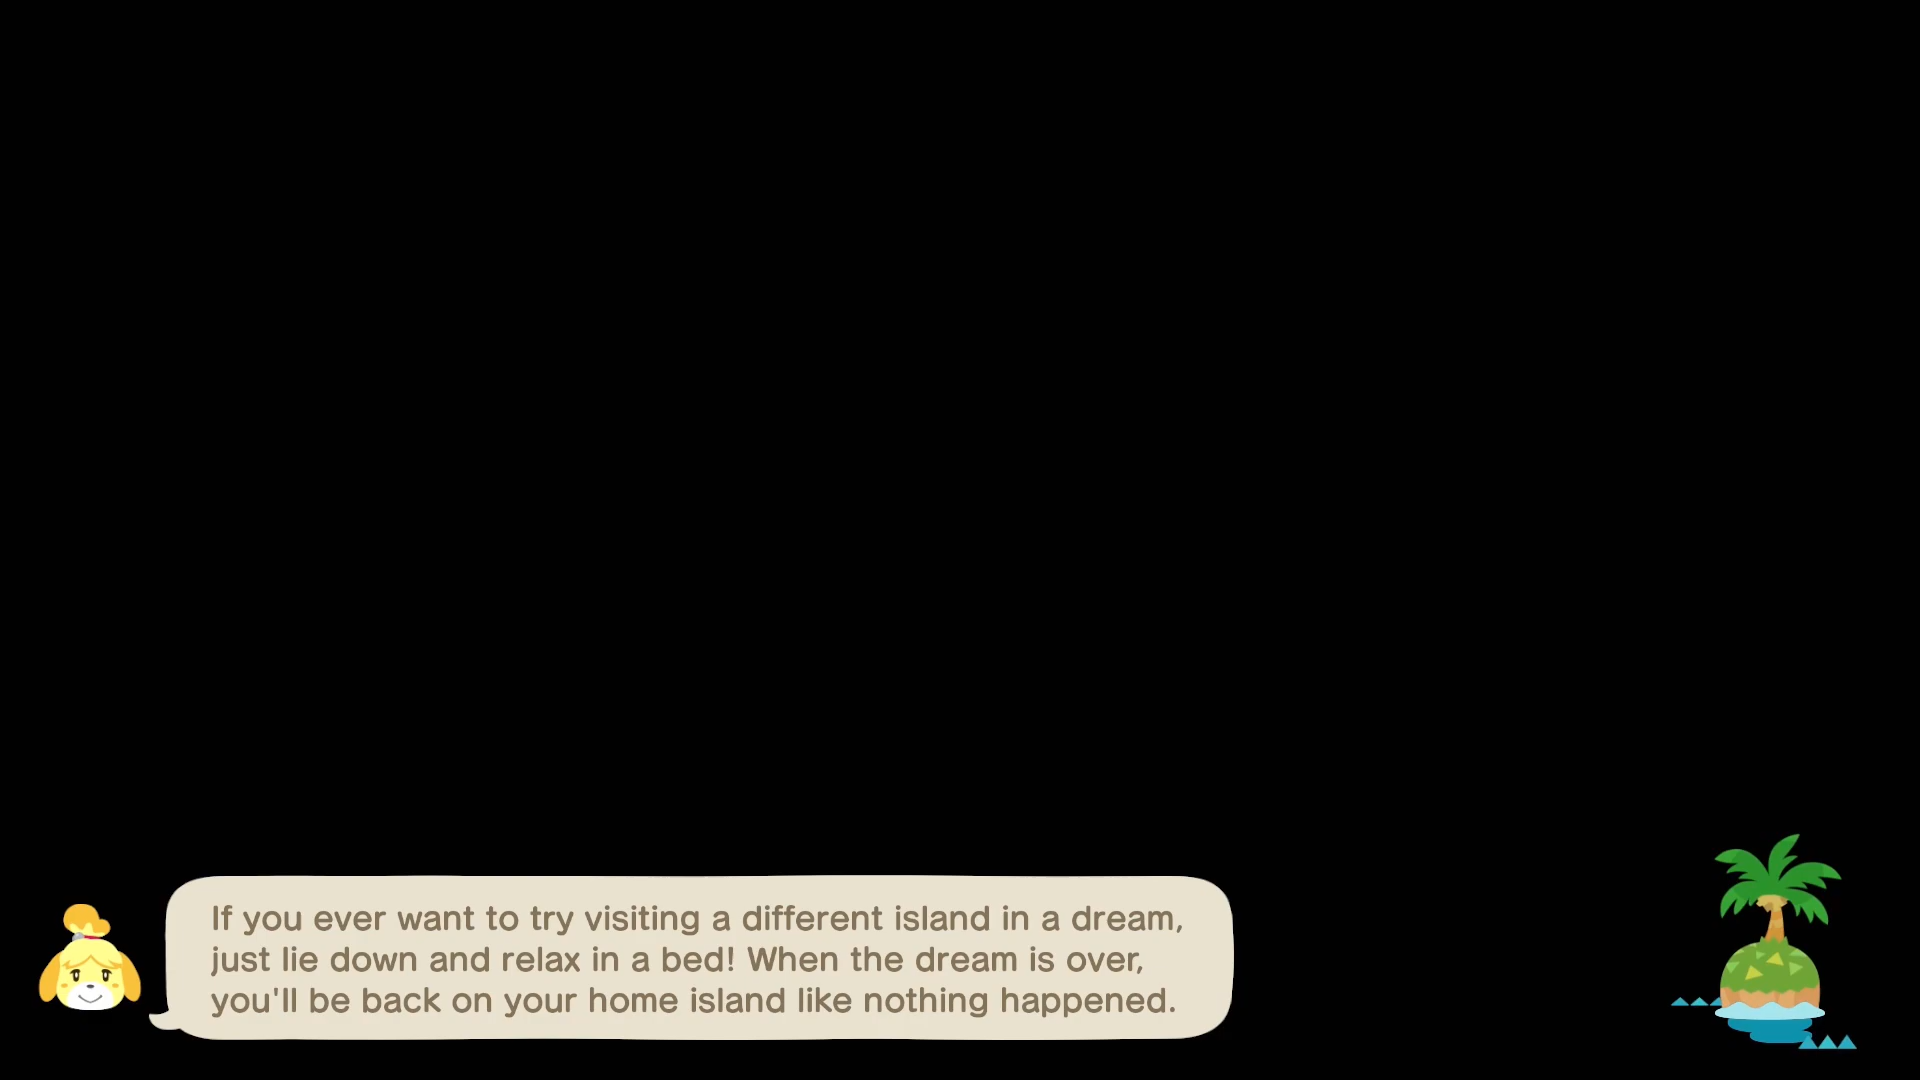 If you ever want to try visiting a different island in a dream,
just lie down and relax in a bed! When the dream is over,
you'll be back on your home island like nothing happened.